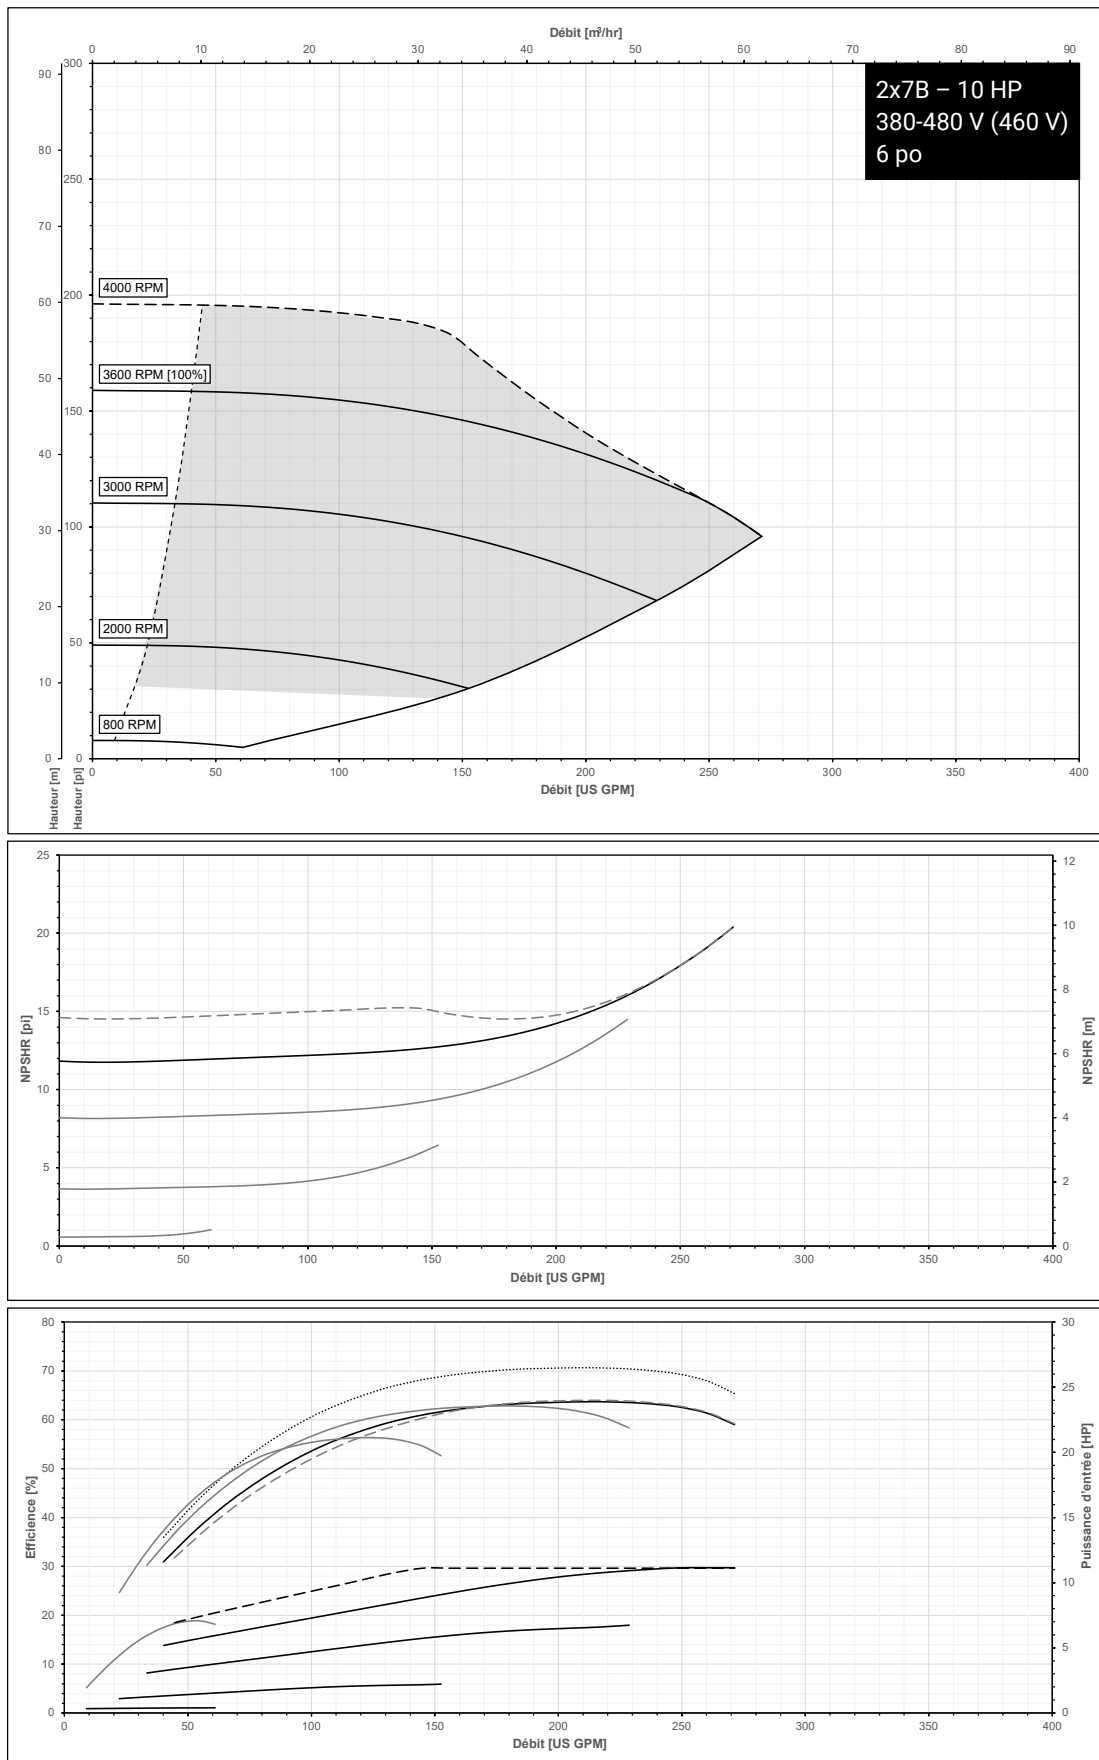 Débit [m³/hr]
0 10 20 30 40 50 60 70 80 90
2x7B – 10 HP
380-480 V (460 V)
6 po
90 300
80
250
70
60 200
4000 RPM
50
3600 RPM [100%]
150
40
3000 RPM
30 100
20
2000 RPM
50
10
800 RPM
0 0
0 50 100 150 200 250 300 350 400
Débit [US GPM]
Hauteur [m]
Hauteur [pi]
25
20
15
10
5
0
NPSHR [pi]
12
10
8
6
4
2
0
NPSHR [m]
0 50 100 150 200 250 300 350 400
Débit [US GPM]
80
70
60
50
40
30
20
10
0
Efficience [%]
30
25
20
15
10
5
0
Puissance d'entrée [HP]
0 50 100 150 200 250 300 350 400
Débit [US GPM]